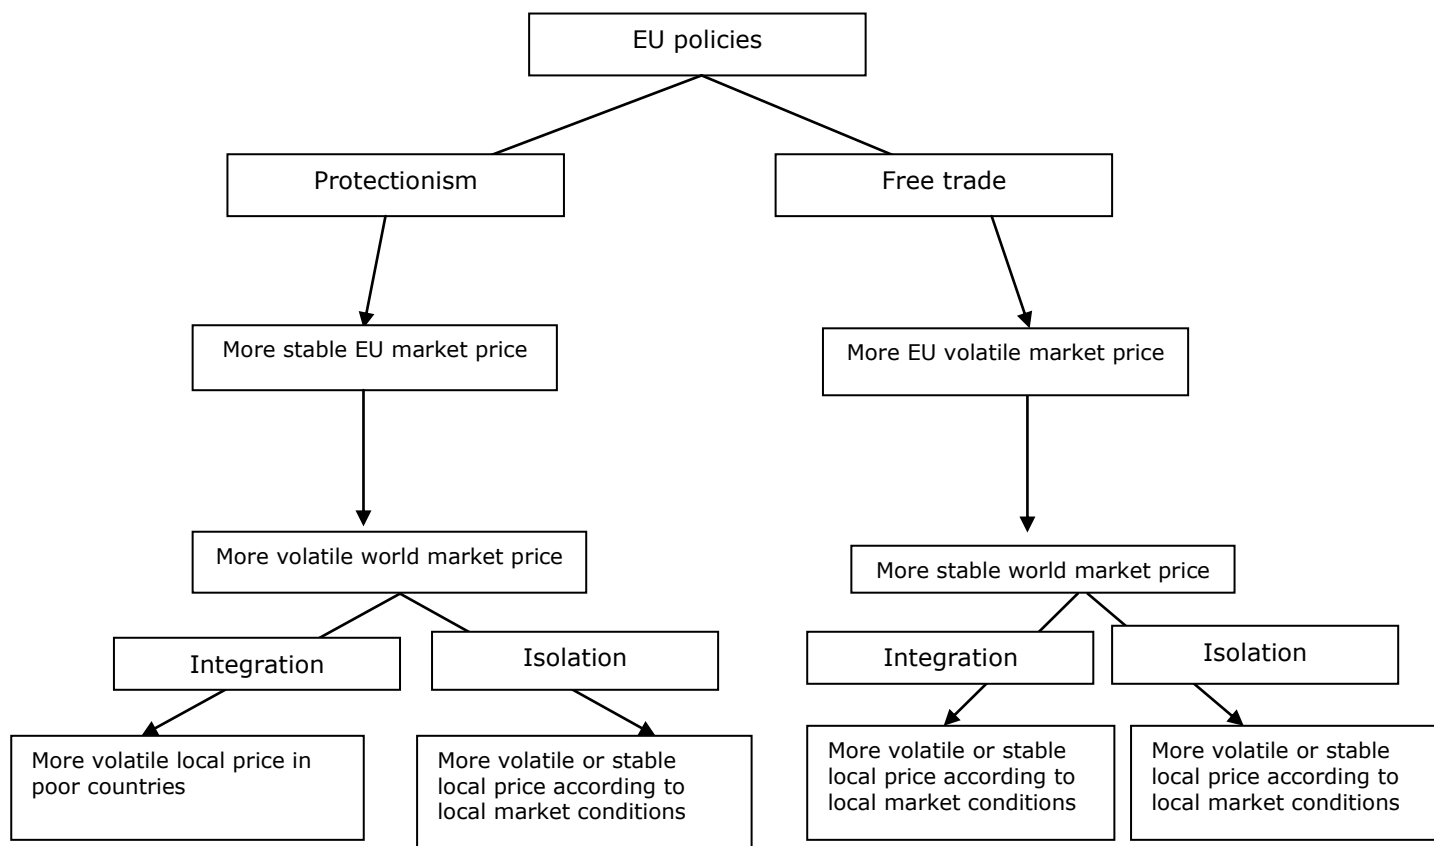 EU policies
Protectionism
Free trade
More stable EU market price
More EU volatile market price
More volatile world market price
More stable world market price
Integration
Isolation
Integration
Isolation
More volatile local price in
poor countries
More volatile or stable
local price according to
local market conditions
More volatile or stable
local price according to
local market conditions
More volatile or stable
local price according to
local market conditions